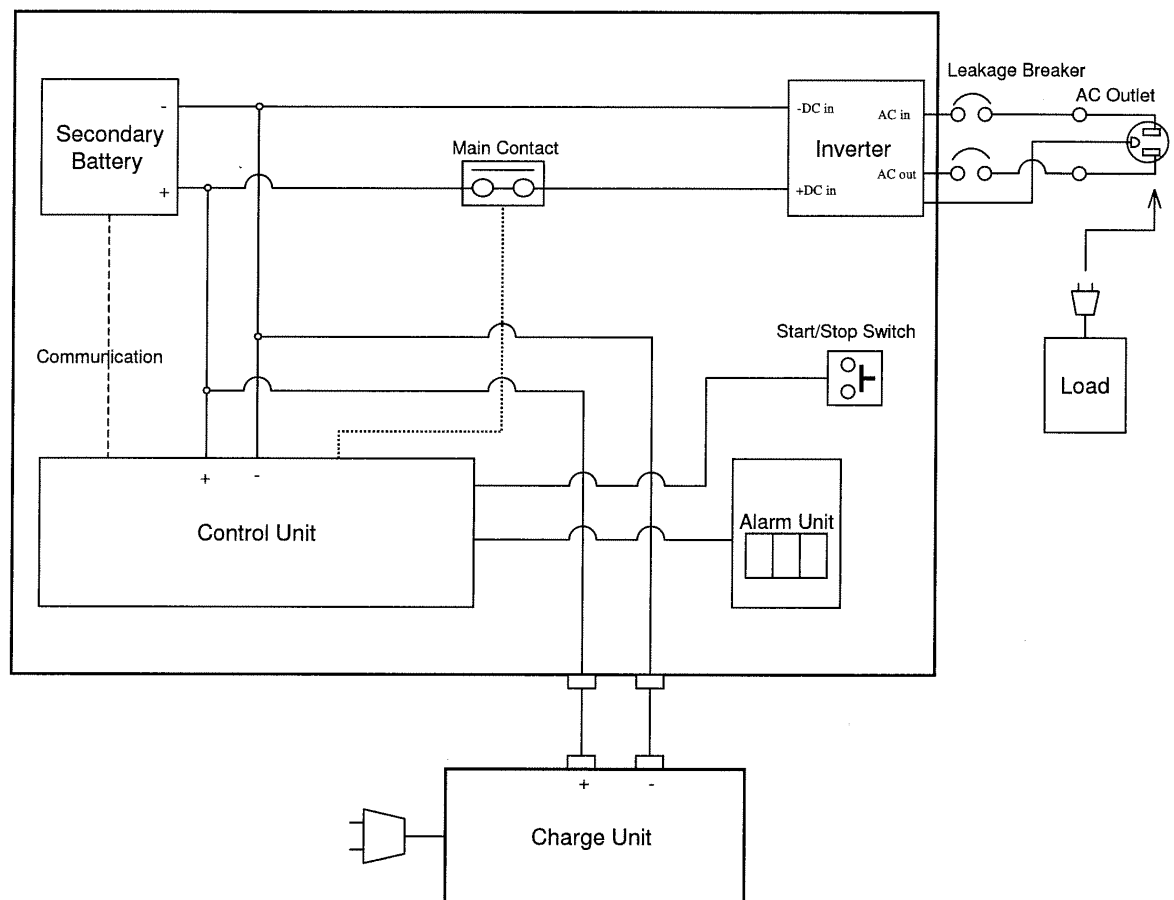 Leakage Breaker
AC Outlet
-
Secondary
Battery
+
Main Contact
-DC in
AC in
Inverter
AC out
+DC in
Communication
Start/Stop Switch
Load
+ -
Control Unit
Alarm Unit
+ -
Charge Unit